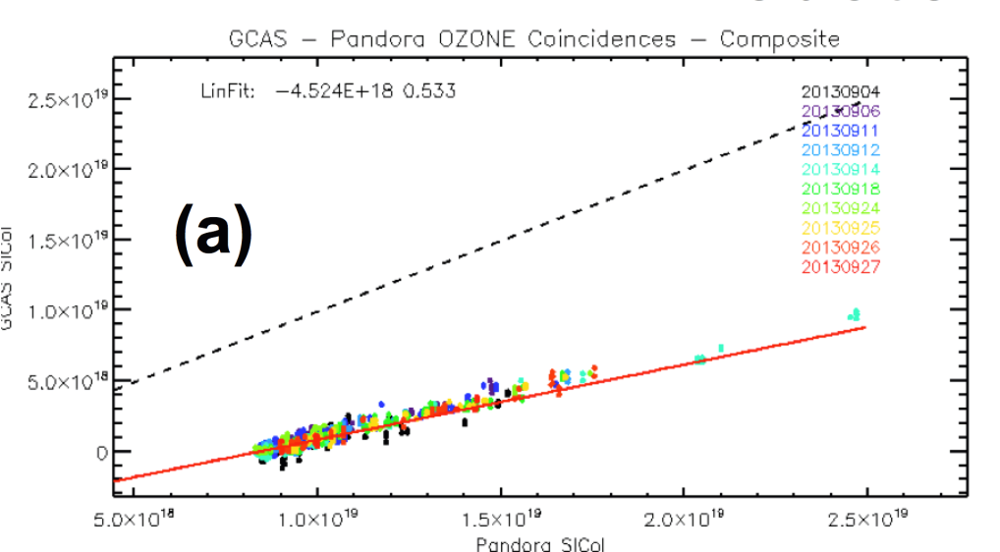 GCAS – Pandora OZONE Coincidences – Composite
LinFit: −4.524E+18 0.533
(a)
20130904
20130906
20130911
20130912
20130914
20130918
20130924
20130925
20130926
20130927
2.5×10¹⁹
2.0×10¹⁹
1.5×10¹⁹
1.0×10¹⁹
5.0×10¹⁸
0
GCAS SlCol
5.0×10¹⁸ 1.0×10¹⁹ 1.5×10¹⁹ 2.0×10¹⁹ 2.5×10¹⁹
Pandora SlCol